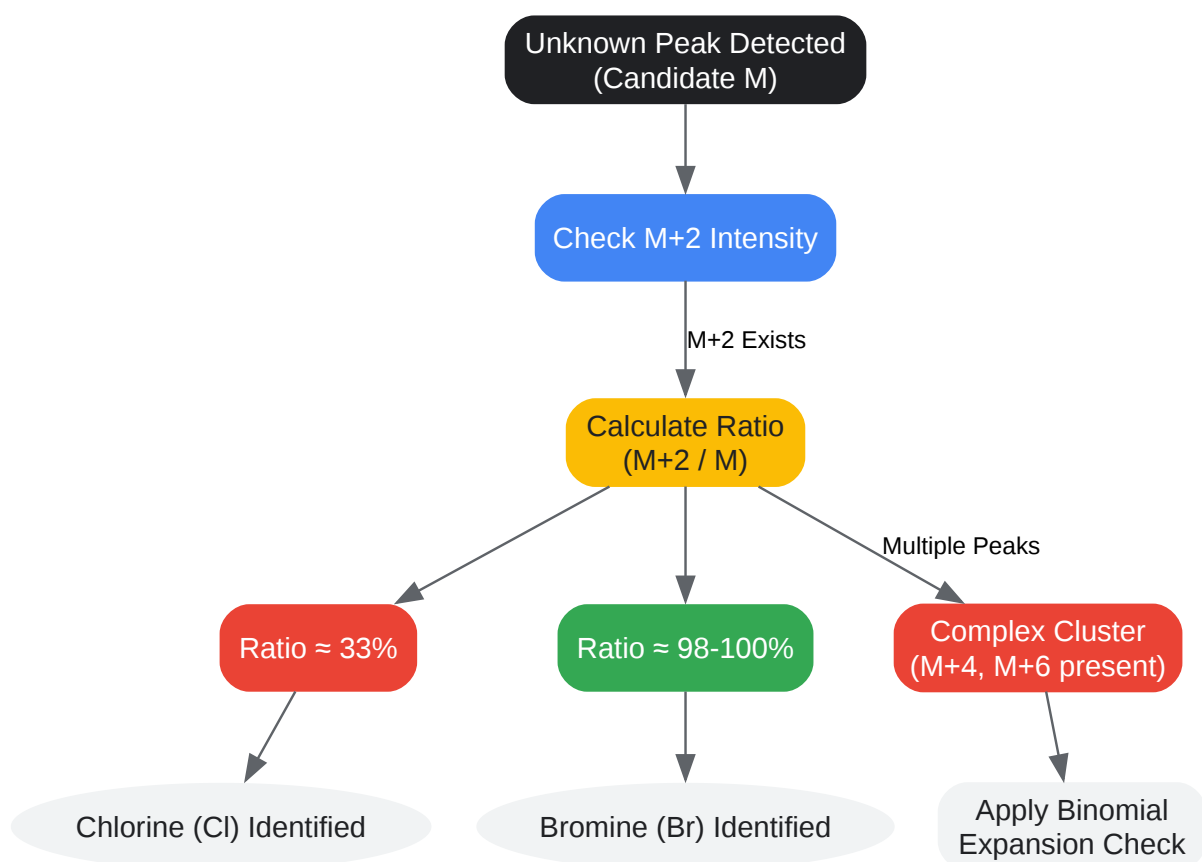 Unknown Peak Detected
(Candidate M)
Check M+2 Intensity
M+2 Exists
Calculate Ratio
(M+2 / M)
Multiple Peaks
Ratio ≈ 33%
Ratio ≈ 98-100%
Complex Cluster
(M+4, M+6 present)
Chlorine (Cl) Identified
Bromine (Br) Identified
Apply Binomial
Expansion Check